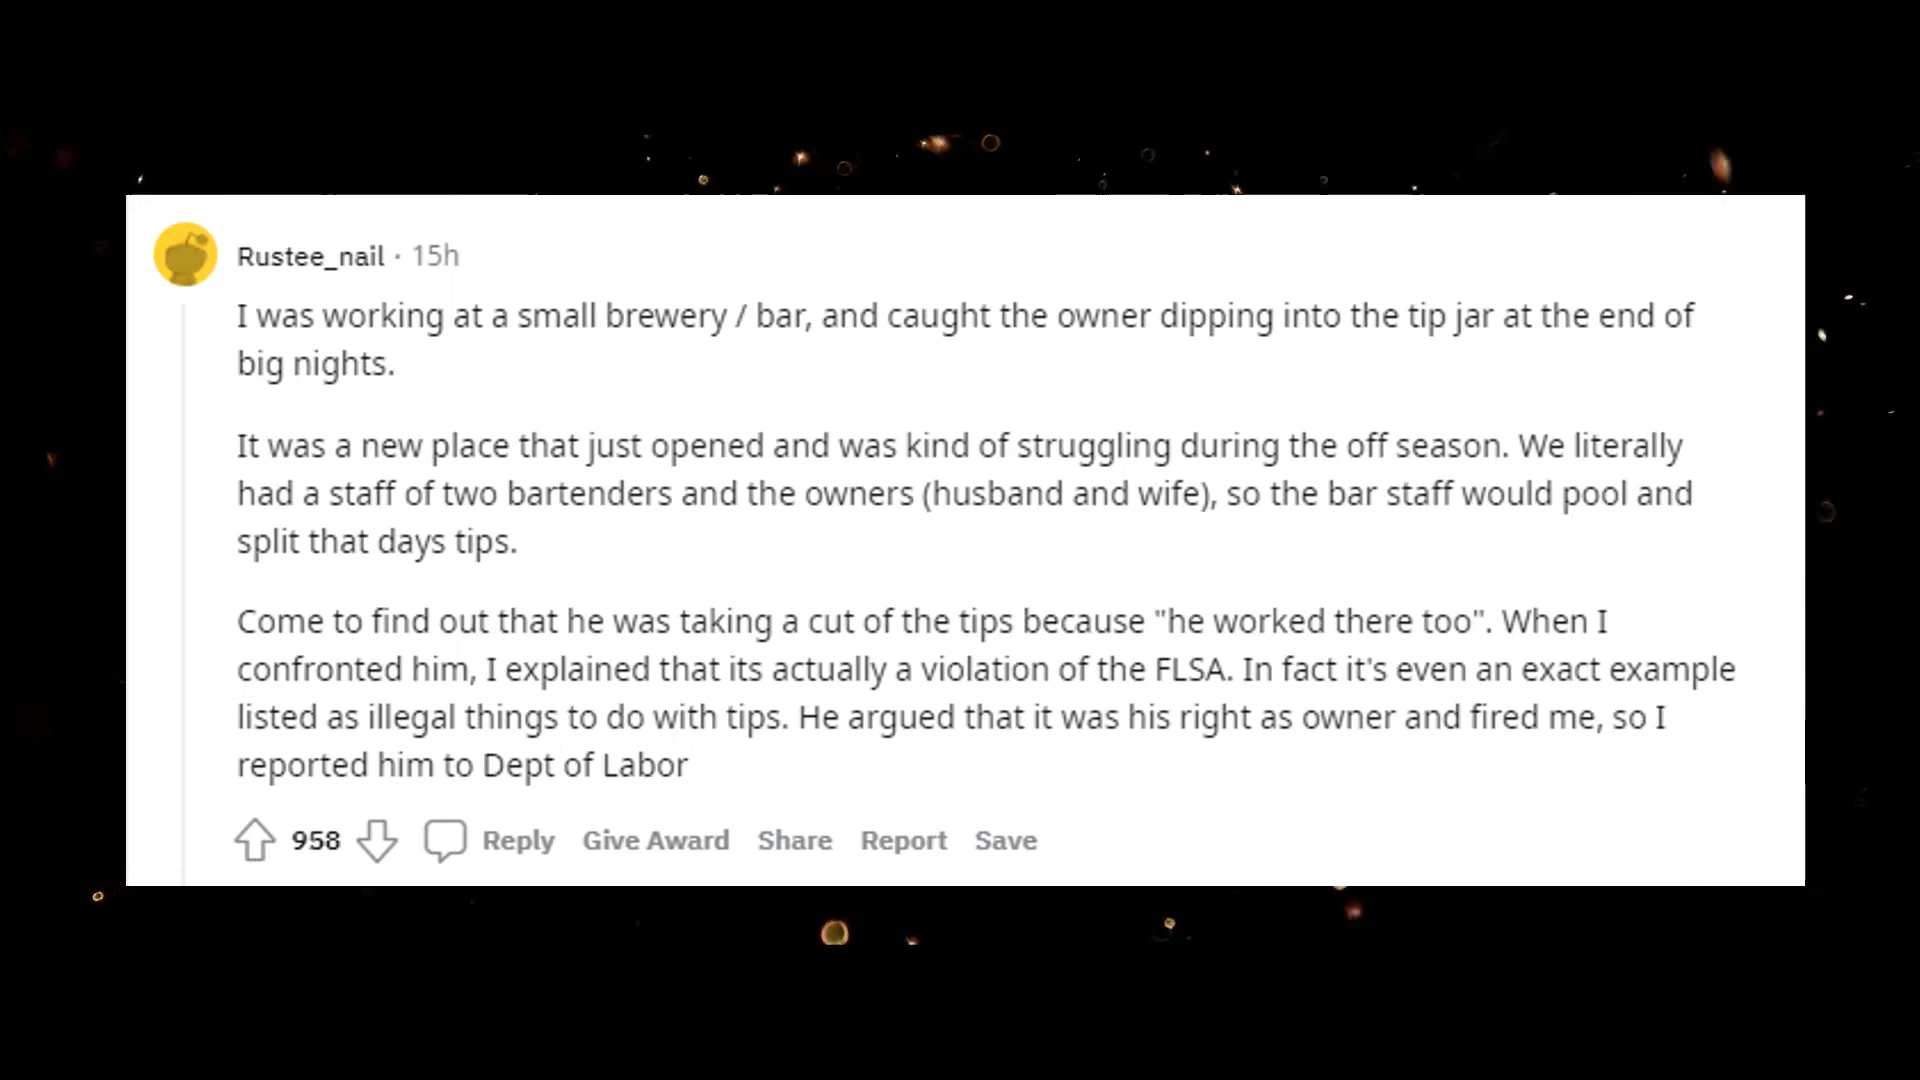 Rustee_nail · 15h
I was working at a small brewery / bar, and caught the owner dipping into the tip jar at the end of
big nights.
It was a new place that just opened and was kind of struggling during the off season. We literally
had a staff of two bartenders and the owners (husband and wife), so the bar staff would pool and
split that days tips.
Come to find out that he was taking a cut of the tips because "he worked there too". When I
confronted him, I explained that its actually a violation of the FLSA. In fact it's even an exact example
listed as illegal things to do with tips. He argued that it was his right as owner and fired me, so I
reported him to Dept of Labor
958 Reply Give Award Share Report Save